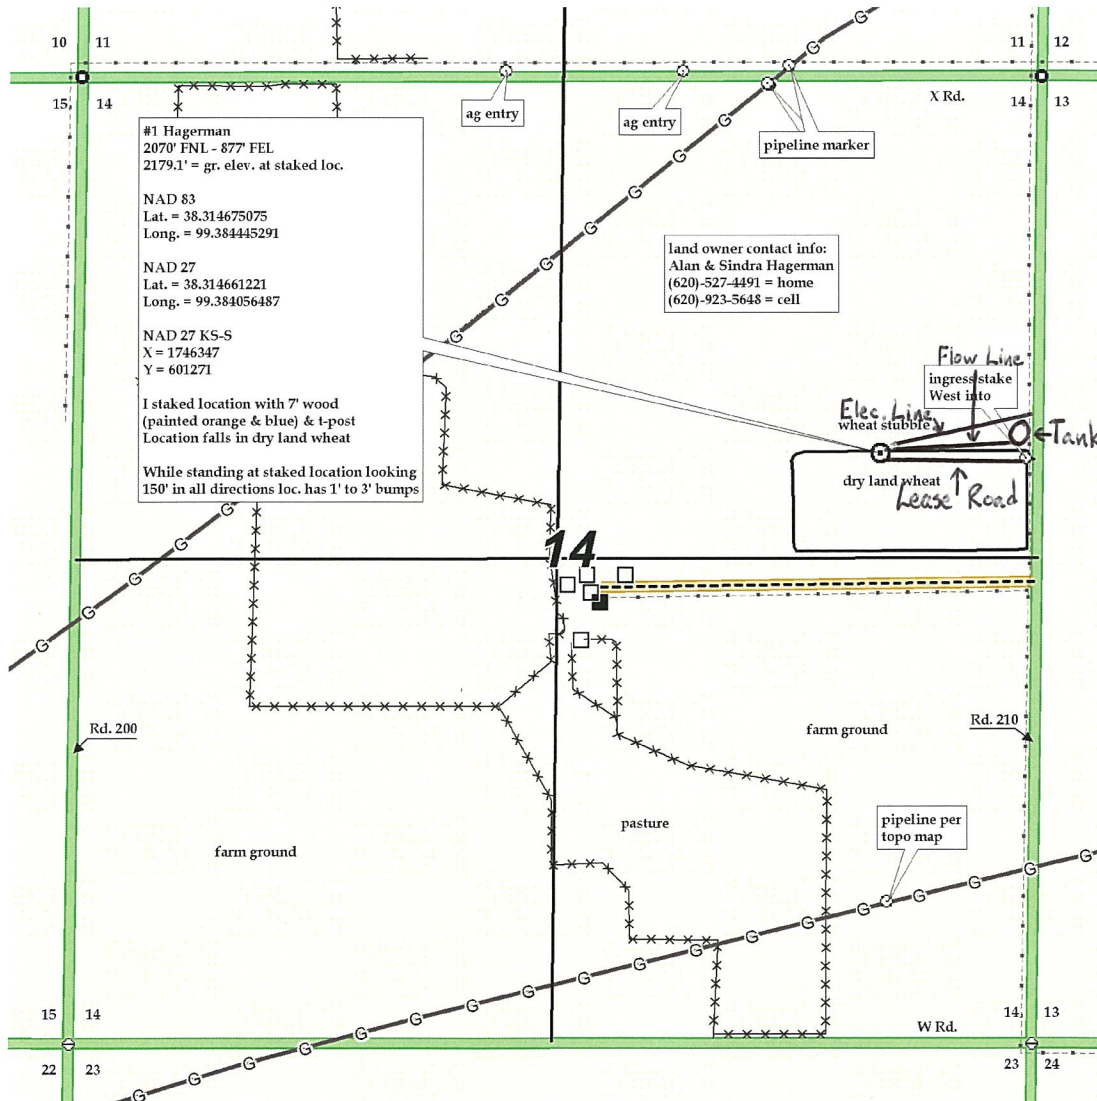 10 11
11 12
15 14
X Rd.
14 13
ag entry
ag entry
pipeline marker
#1 Hagerman
2070' FNL - 877' FEL
2179.1' = gr. elev. at staked loc.
NAD 83
Lat. = 38.314675075
Long. = 99.384445291
NAD 27
Lat. = 38.314661221
Long. = 99.384056487
NAD 27 KS-S
X = 1746347
Y = 601271
I staked location with 7' wood
(painted orange & blue) & t-post
Location falls in dry land wheat
While standing at staked location looking
150' in all directions loc. has 1' to 3' bumps
land owner contact info:
Alan & Sindra Hagerman
(620)-527-4491 = home
(620)-923-5648 = cell
Flow Line
ingress stake
West into
Elec. Line
wheat stubble
Tank
dry land wheat
Lease Road
14
Rd. 200
Rd. 210
farm ground
pasture
farm ground
pipeline per
topo map
15 14
14 13
W Rd.
22 23
23 24
G G G G G G G G G G G G G G G
G G G G G G G G G G G G G G G G G G